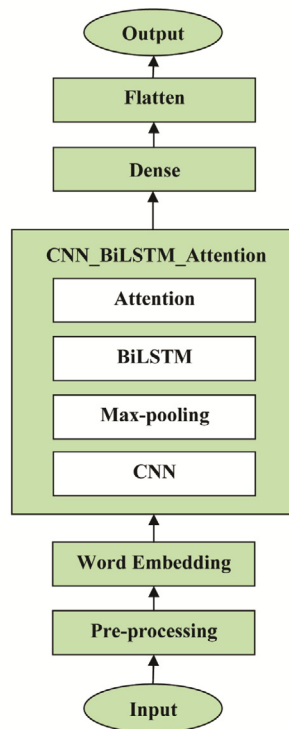 Output
Flatten
Dense
CNN_BiLSTM_Attention
Attention
BiLSTM
Max-pooling
CNN
Word Embedding
Pre-processing
Input